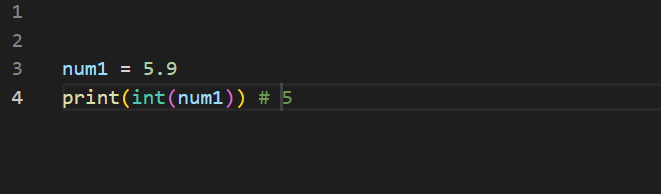 1
2
3 num1 = 5.9
4 print(int(num1)) # 5